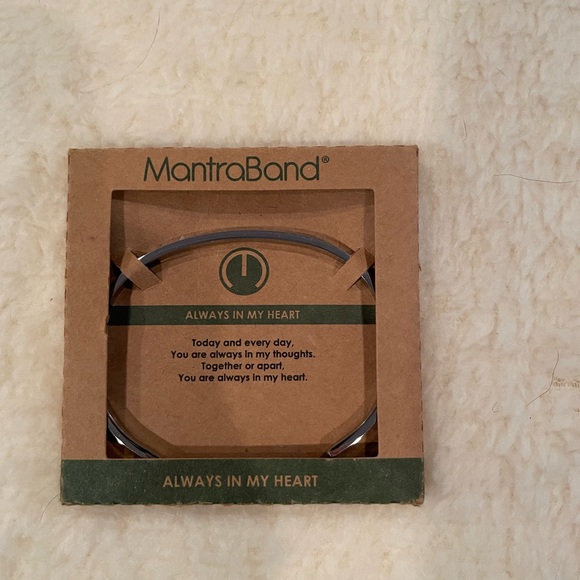 MantraBand®
ALWAYS IN MY HEART
Today and every day,
You are always in my thoughts.
Together or apart,
You are always in my heart.
ALWAYS IN MY HEART